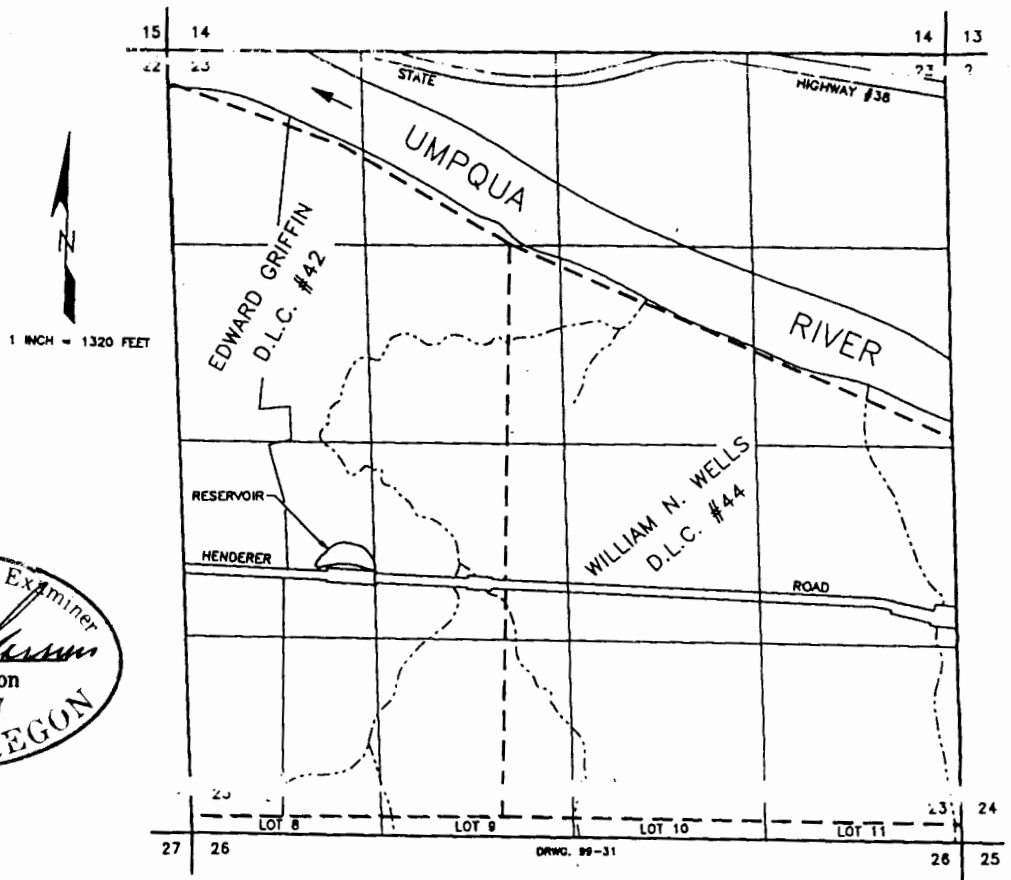 15 14
14 13
22 23
23 ?
STATE
HIGHWAY #38
UMPQUA
RIVER
N
1 INCH = 1320 FEET
EDWARD GRIFFIN
D.L.C. #42
WILLIAM N. WELLS
D.L.C. #44
RESERVOIR
HENDERER
ROAD
Examiner
on
EGON
23 24
LOT 8
LOT 9
LOT 10
LOT 11
27 26
DRWG. 99-31
26 25